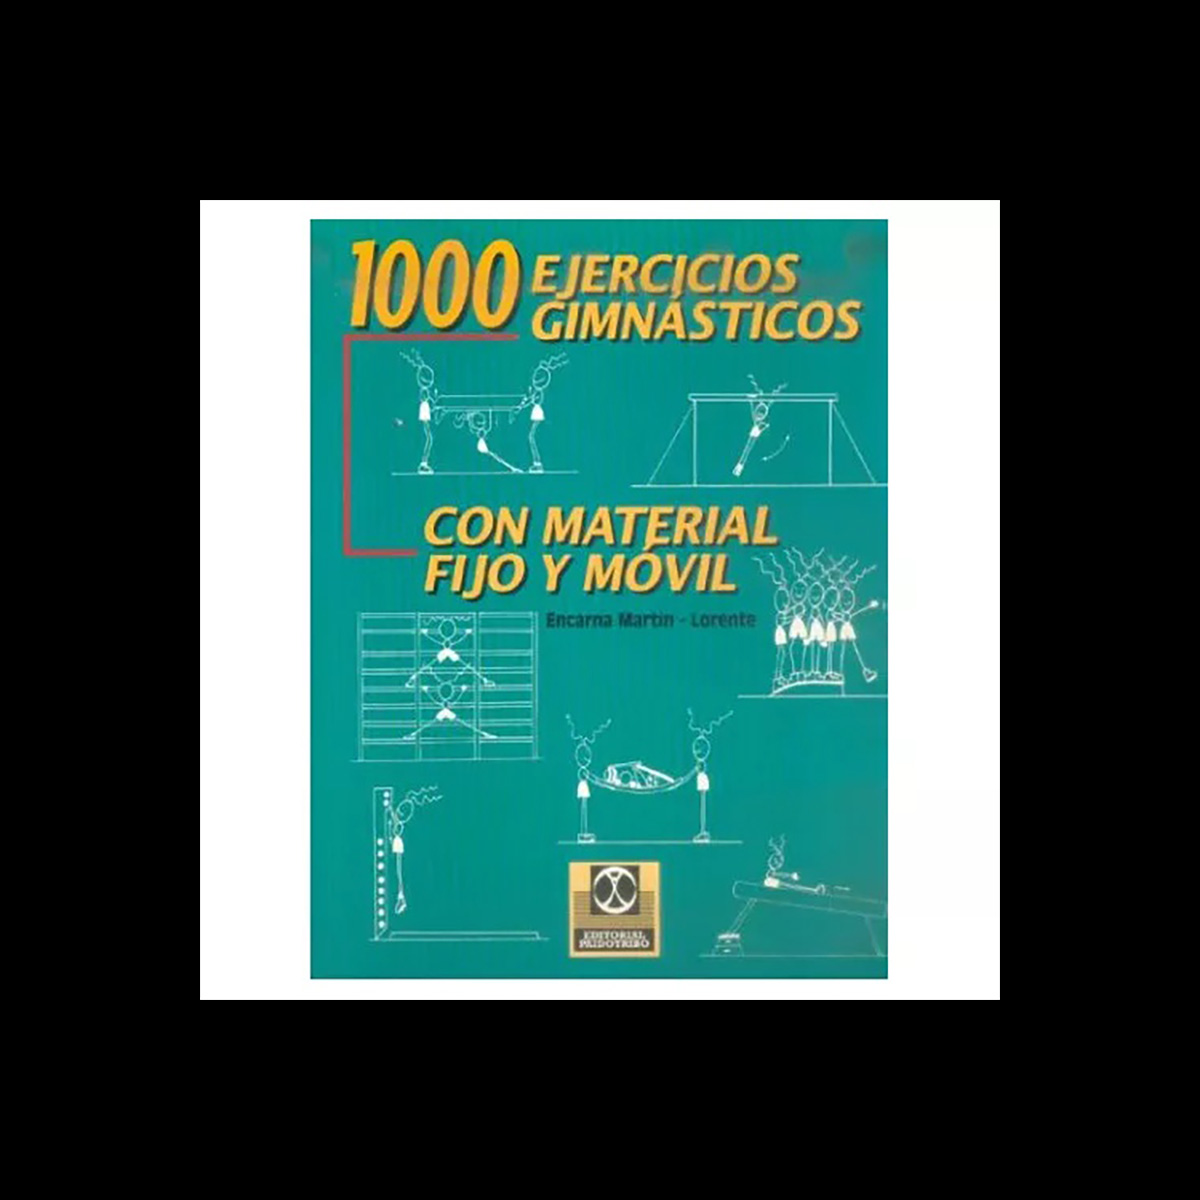 1000 EJERCICIOS
GIMNÁSTICOS
CON MATERIAL
FIJO Y MÓVIL
Encarna Martín - Lorente
EDITORIAL
PAIDOTRIBO